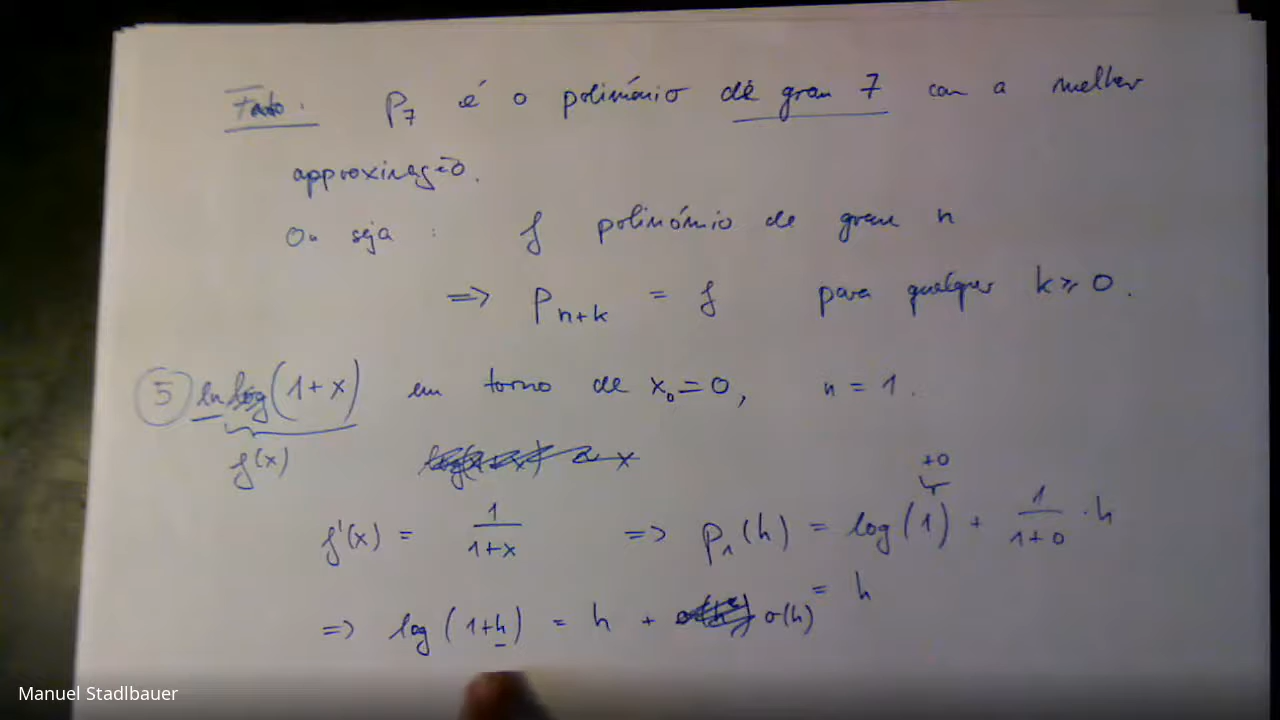 Fato: P₇ é o polinómio de grau 7 com a melhor
approximação.
Ou seja : f polinómio de grau n
=> P_{n+k} = f para qualquer k ≥ 0.
5 ln (1+x) em torno de x₀=0, n = 1.
f(x)
+0
f'(x) = 1/(1+x) => P₁(h) = log(1) + 1/(1+0) · h
= h
=> log(1+h) = h + o(h)
Manuel Stadlbauer